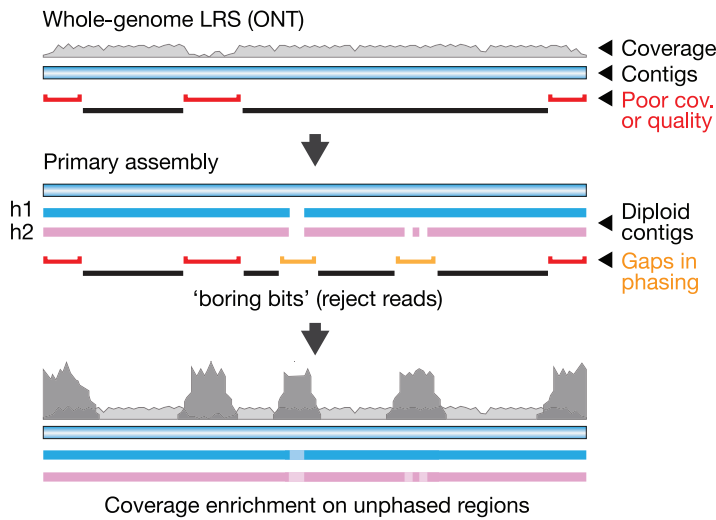 Whole-genome LRS (ONT)
Coverage
Contigs
Poor cov.
or quality
Primary assembly
h1
h2
Diploid
contigs
Gaps in
phasing
‘boring bits’ (reject reads)
Coverage enrichment on unphased regions